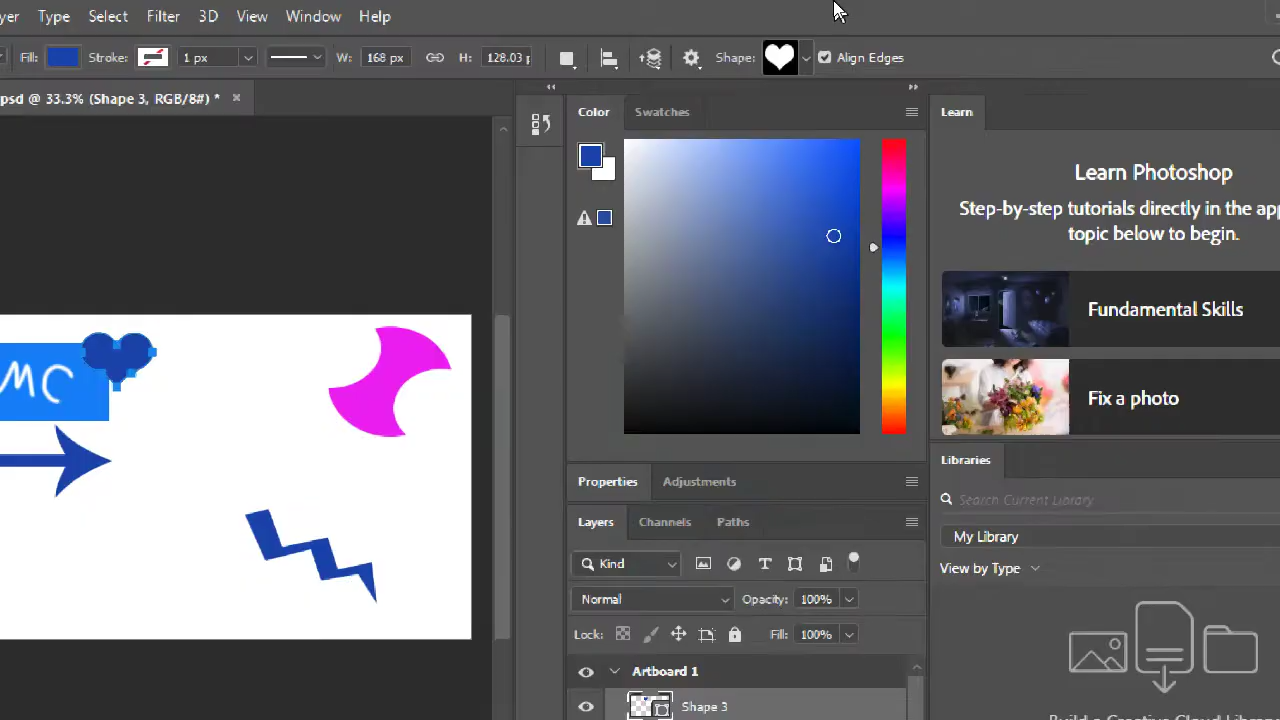 Type Select Filter 3D View Window Help
Fill: Stroke: 1 px W: 168 px H: 128.03 Shape: Align Edges
psd @ 33.3% (Shape 3, RGB/8#) * ×
Color Swatches
Learn
Learn Photoshop
Step-by-step tutorials directly in the
topic below to begin.
Fundamental Skills
Fix a photo
MC
Properties Adjustments
Libraries
Search Current Library
My Library
View by Type
Layers Channels Paths
Kind
Normal Opacity: 100%
Lock: Fill: 100%
Artboard 1
Shape 3